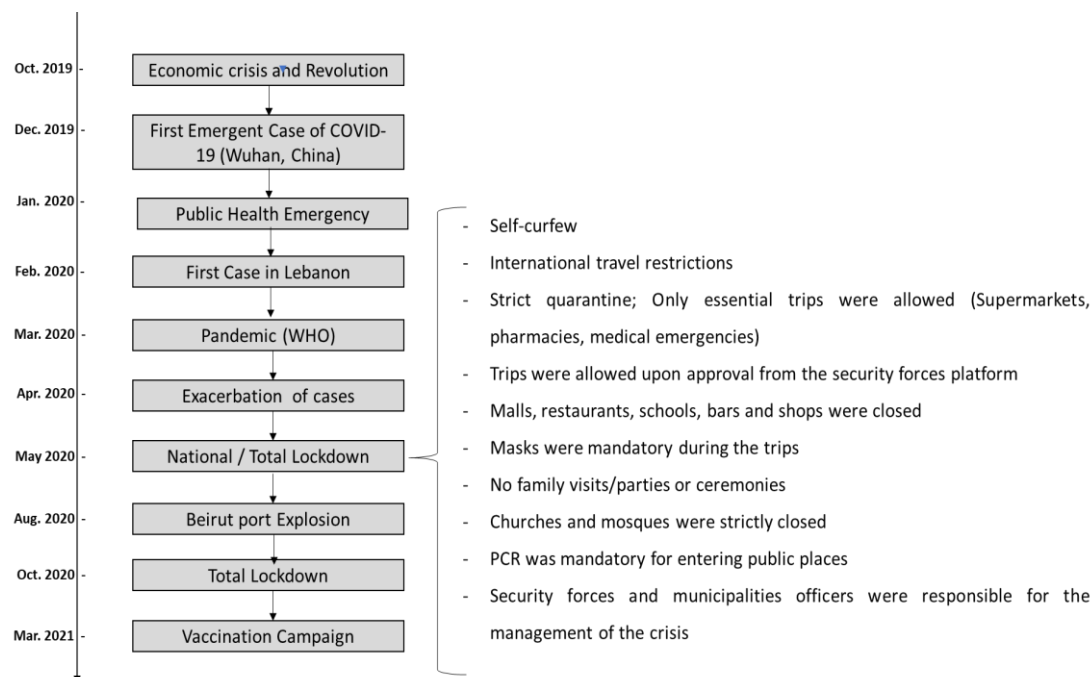 Oct. 2019 -
Economic crisis and Revolution
Dec. 2019 -
First Emergent Case of COVID-
19 (Wuhan, China)
Jan. 2020 -
Public Health Emergency
Feb. 2020 -
First Case in Lebanon
Mar. 2020 -
Pandemic (WHO)
Apr. 2020 -
Exacerbation of cases
May 2020 -
National / Total Lockdown
Aug. 2020 -
Beirut port Explosion
Oct. 2020 -
Total Lockdown
Mar. 2021 -
Vaccination Campaign
- Self-curfew
- International travel restrictions
- Strict quarantine; Only essential trips were allowed (Supermarkets,
pharmacies, medical emergencies)
- Trips were allowed upon approval from the security forces platform
- Malls, restaurants, schools, bars and shops were closed
- Masks were mandatory during the trips
- No family visits/parties or ceremonies
- Churches and mosques were strictly closed
- PCR was mandatory for entering public places
- Security forces and municipalities officers were responsible for the
management of the crisis